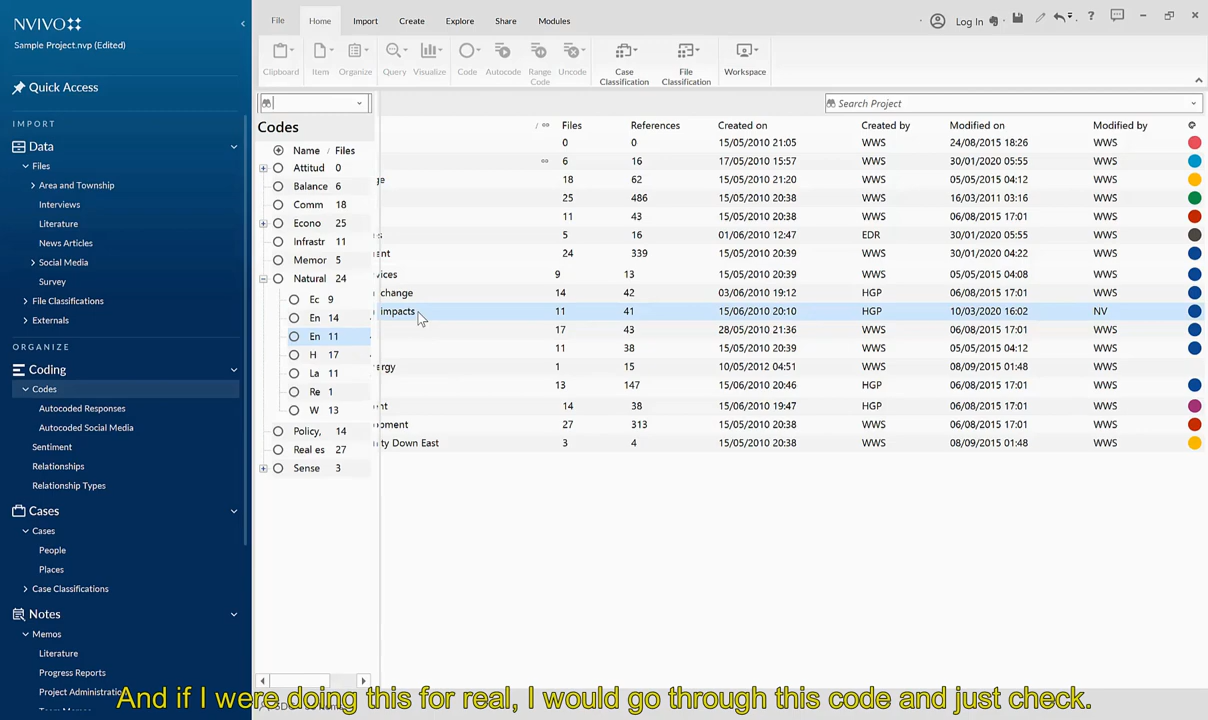 NVIVO
Sample Project.nvp (Edited)
Quick Access
IMPORT
Data
Files
Area and Township
Interviews
Literature
News Articles
Social Media
Survey
File Classifications
Externals
ORGANIZE
Coding
Codes
Autocoded Responses
Autocoded Social Media
Sentiment
Relationships
Relationship Types
Cases
Cases
People
Places
Case Classifications
Notes
Memos
Literature
Progress Reports
Project Administratio
File Home Import Create Explore Share Modules
Log In
Clipboard Item Organize Query Visualize Code Autocode Range Code Uncode Case Classification File Classification Workspace
Search Project
Codes
Name / Files
Attitud 0
Balance 6
Comm 18
Econo 25
Infrastr 11
Memor 5
Natural 24
Ec 9
En 14
En 11
H 17
La 11
Re 1
W 13
Policy, 14
Real es 27
Sense 3
/ Files References Created on Created by Modified on Modified by
0 0 15/05/2010 21:05 WWS 24/08/2015 18:26 WWS
6 16 17/05/2010 15:57 WWS 30/01/2020 05:55 WWS
ge 18 62 15/05/2010 21:20 WWS 05/05/2015 04:12 WWS
25 486 15/05/2010 20:38 WWS 16/03/2011 03:16 WWS
11 43 15/05/2010 20:38 WWS 06/08/2015 17:01 WWS
s 5 16 01/06/2010 12:47 EDR 30/01/2020 05:55 WWS
ent 24 339 15/05/2010 20:39 WWS 30/01/2020 05:55 WWS
vices 9 13 15/05/2010 20:39 WWS 05/05/2015 04:08 WWS
change 14 42 03/06/2010 19:12 HGP 06/08/2015 17:01 WWS
impacts 11 41 15/06/2010 20:10 HGP 10/03/2020 16:02 NV
17 43 28/05/2010 21:36 WWS 06/08/2015 17:01 WWS
11 38 15/05/2010 20:39 WWS 05/05/2015 04:12 WWS
ergy 1 15 10/05/2012 04:51 WWS 08/09/2015 01:48 WWS
13 147 15/06/2010 20:46 HGP 06/08/2015 17:01 WWS
nt 14 38 15/06/2010 19:47 HGP 06/08/2015 17:01 WWS
pment 27 313 15/05/2010 20:38 WWS 06/08/2015 17:01 WWS
ty Down East 3 4 15/05/2010 20:38 WWS 08/09/2015 01:48 WWS
And if I were doing this for real, I would go through this code and just check.